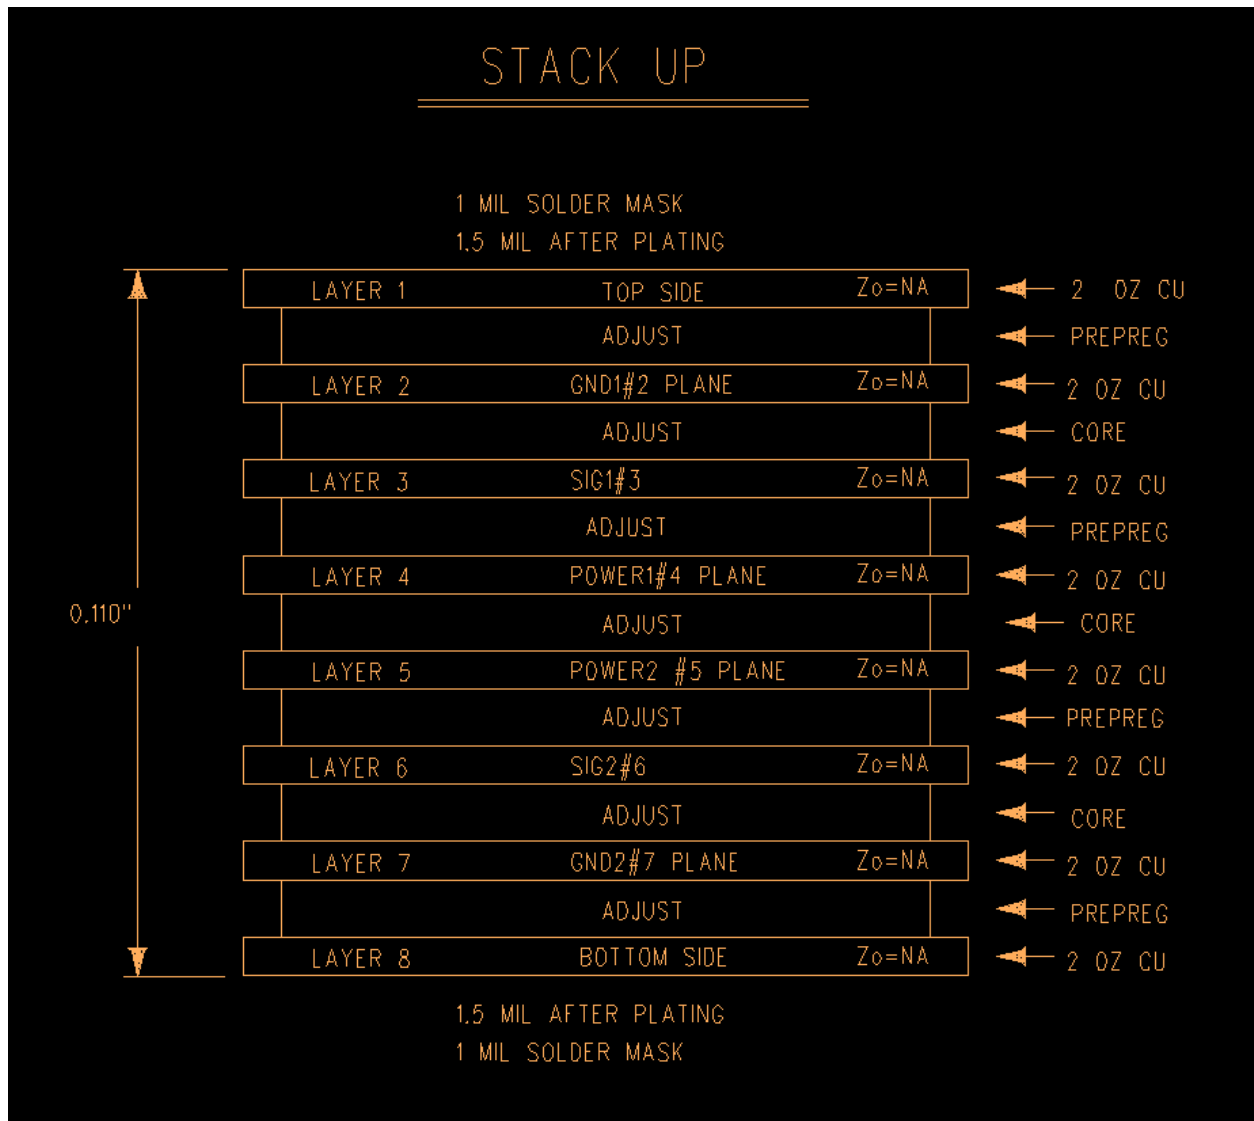 STACK UP
1 MIL SOLDER MASK
1.5 MIL AFTER PLATING
LAYER 1 TOP SIDE Zo=NA 2 OZ CU
ADJUST PREPREG
LAYER 2 GND1#2 PLANE Zo=NA 2 OZ CU
ADJUST CORE
LAYER 3 SIG1#3 Zo=NA 2 OZ CU
ADJUST PREPREG
LAYER 4 POWER1#4 PLANE Zo=NA 2 OZ CU
0.110"
ADJUST CORE
LAYER 5 POWER2 #5 PLANE Zo=NA 2 OZ CU
ADJUST PREPREG
LAYER 6 SIG2#6 Zo=NA 2 OZ CU
ADJUST CORE
LAYER 7 GND2#7 PLANE Zo=NA 2 OZ CU
ADJUST PREPREG
LAYER 8 BOTTOM SIDE Zo=NA 2 OZ CU
1.5 MIL AFTER PLATING
1 MIL SOLDER MASK